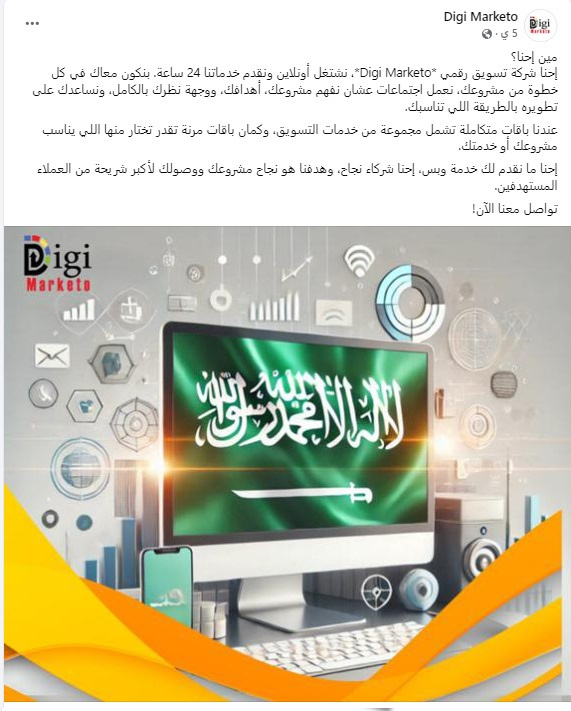 Digi Marketo
5 ي
مين إحنا؟
إحنا شركة تسويق رقمي *Digi Marketo*، نشتغل أونلاين ونقدم خدماتنا 24 ساعة. بنكون معاك في كل
خطوة من مشروعك، نعمل اجتماعات عشان نفهم مشروعك، أهدافك، ووجهة نظرك بالكامل، ونساعدك على
تطويره بالطريقة اللي تناسبك.
عندنا باقات متكاملة تشمل مجموعة من خدمات التسويق، وكمان باقات مرنة تقدر تختار منها اللي يناسب
مشروعك أو خدمتك.
إحنا ما نقدم لك خدمة وبس، إحنا شركاء نجاح، وهدفنا هو نجاح مشروعك ووصولك لأكبر شريحة من العملاء
المستهدفين.
تواصل معنا الآن!
Digi
Marketo
لا إله إلا الله محمد رسول الله